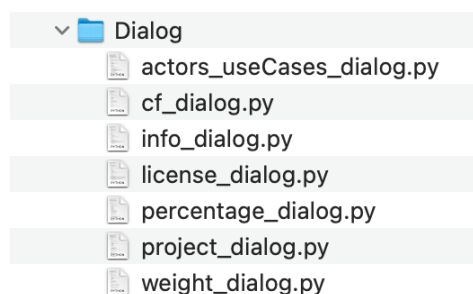 Dialog
actors_useCases_dialog.py
cf_dialog.py
info_dialog.py
license_dialog.py
percentage_dialog.py
project_dialog.py
weight_dialog.py